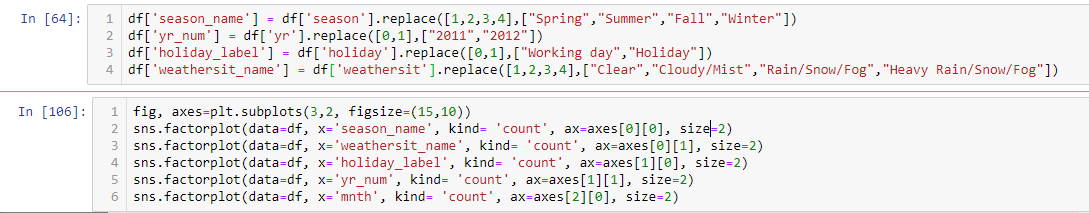 In [64]:
1 df['season_name'] = df['season'].replace([1,2,3,4],["Spring","Summer","Fall","Winter"])
2 df['yr_num'] = df['yr'].replace([0,1],["2011","2012"])
3 df['holiday_label'] = df['holiday'].replace([0,1],["Working day","Holiday"])
4 df['weathersit_name'] = df['weathersit'].replace([1,2,3,4],["Clear","Cloudy/Mist","Rain/Snow/Fog","Heavy Rain/Snow/Fog"])
In [106]:
1 fig, axes=plt.subplots(3,2, figsize=(15,10))
2 sns.factorplot(data=df, x='season_name', kind= 'count', ax=axes[0][0], size=2)
3 sns.factorplot(data=df, x='weathersit_name', kind= 'count', ax=axes[0][1], size=2)
4 sns.factorplot(data=df, x='holiday_label', kind= 'count', ax=axes[1][0], size=2)
5 sns.factorplot(data=df, x='yr_num', kind= 'count', ax=axes[1][1], size=2)
6 sns.factorplot(data=df, x='mnth', kind= 'count', ax=axes[2][0], size=2)